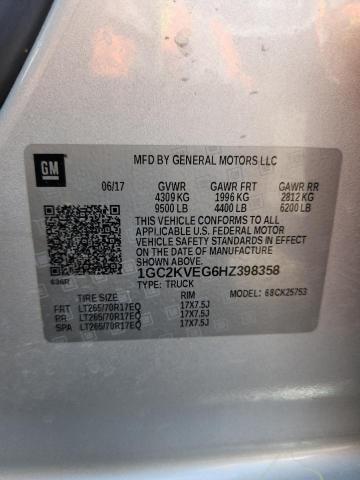 GM
MFD BY GENERAL MOTORS LLC
06/17 GVWR GAWR FRT GAWR RR
4309 KG 1996 KG 2812 KG
9500 LB 4400 LB 6200 LB
THIS VEHICLE CONFORMS TO ALL
APPLICABLE U.S. FEDERAL MOTOR
VEHICLE SAFETY STANDARDS IN EFFECT
ON THE DATE OF MANUFACTURE SHOWN ABOVE.
1GC2KVEG6HZ398358
TYPE: TRUCK MODEL: 68CK25753
TIRE SIZE RIM
FRT LT265/70R17EQ 17X7.5J
RR LT265/70R17EQ 17X7.5J
SPA LT265/70R17EQ 17X7.5J